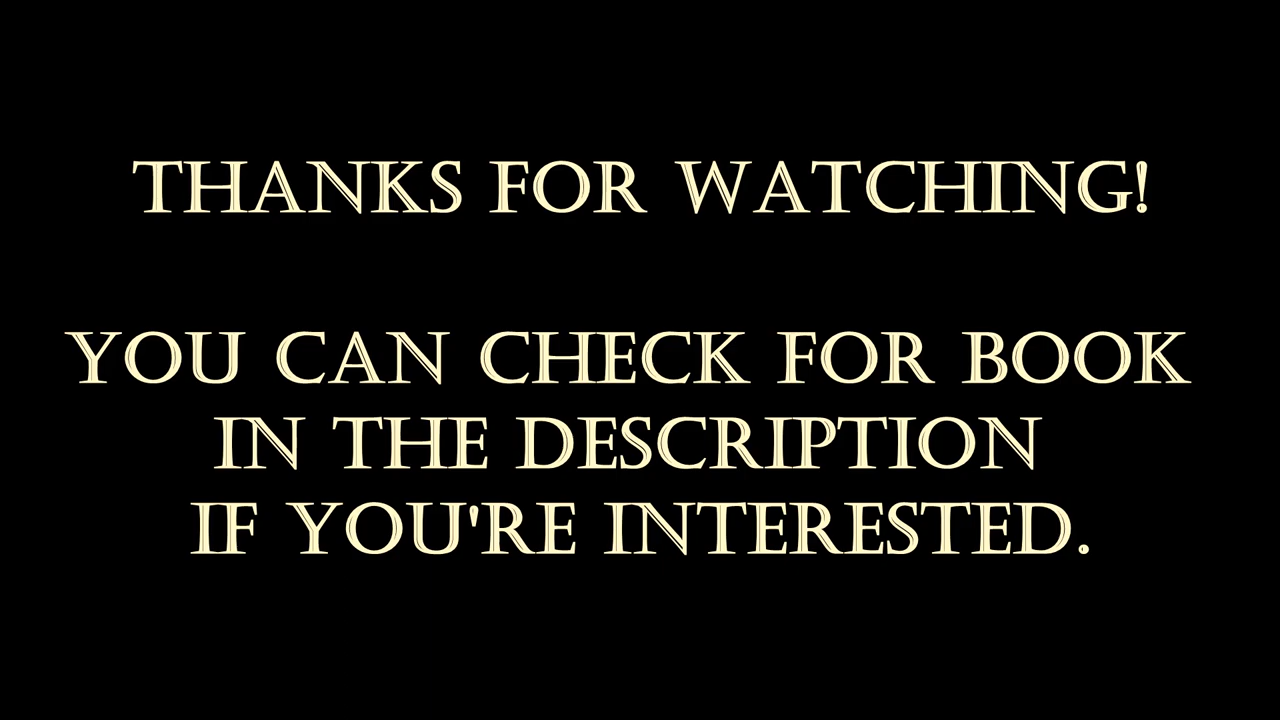 THANKS FOR WATCHING!
YOU CAN CHECK FOR BOOK
IN THE DESCRIPTION
IF YOU'RE INTERESTED.